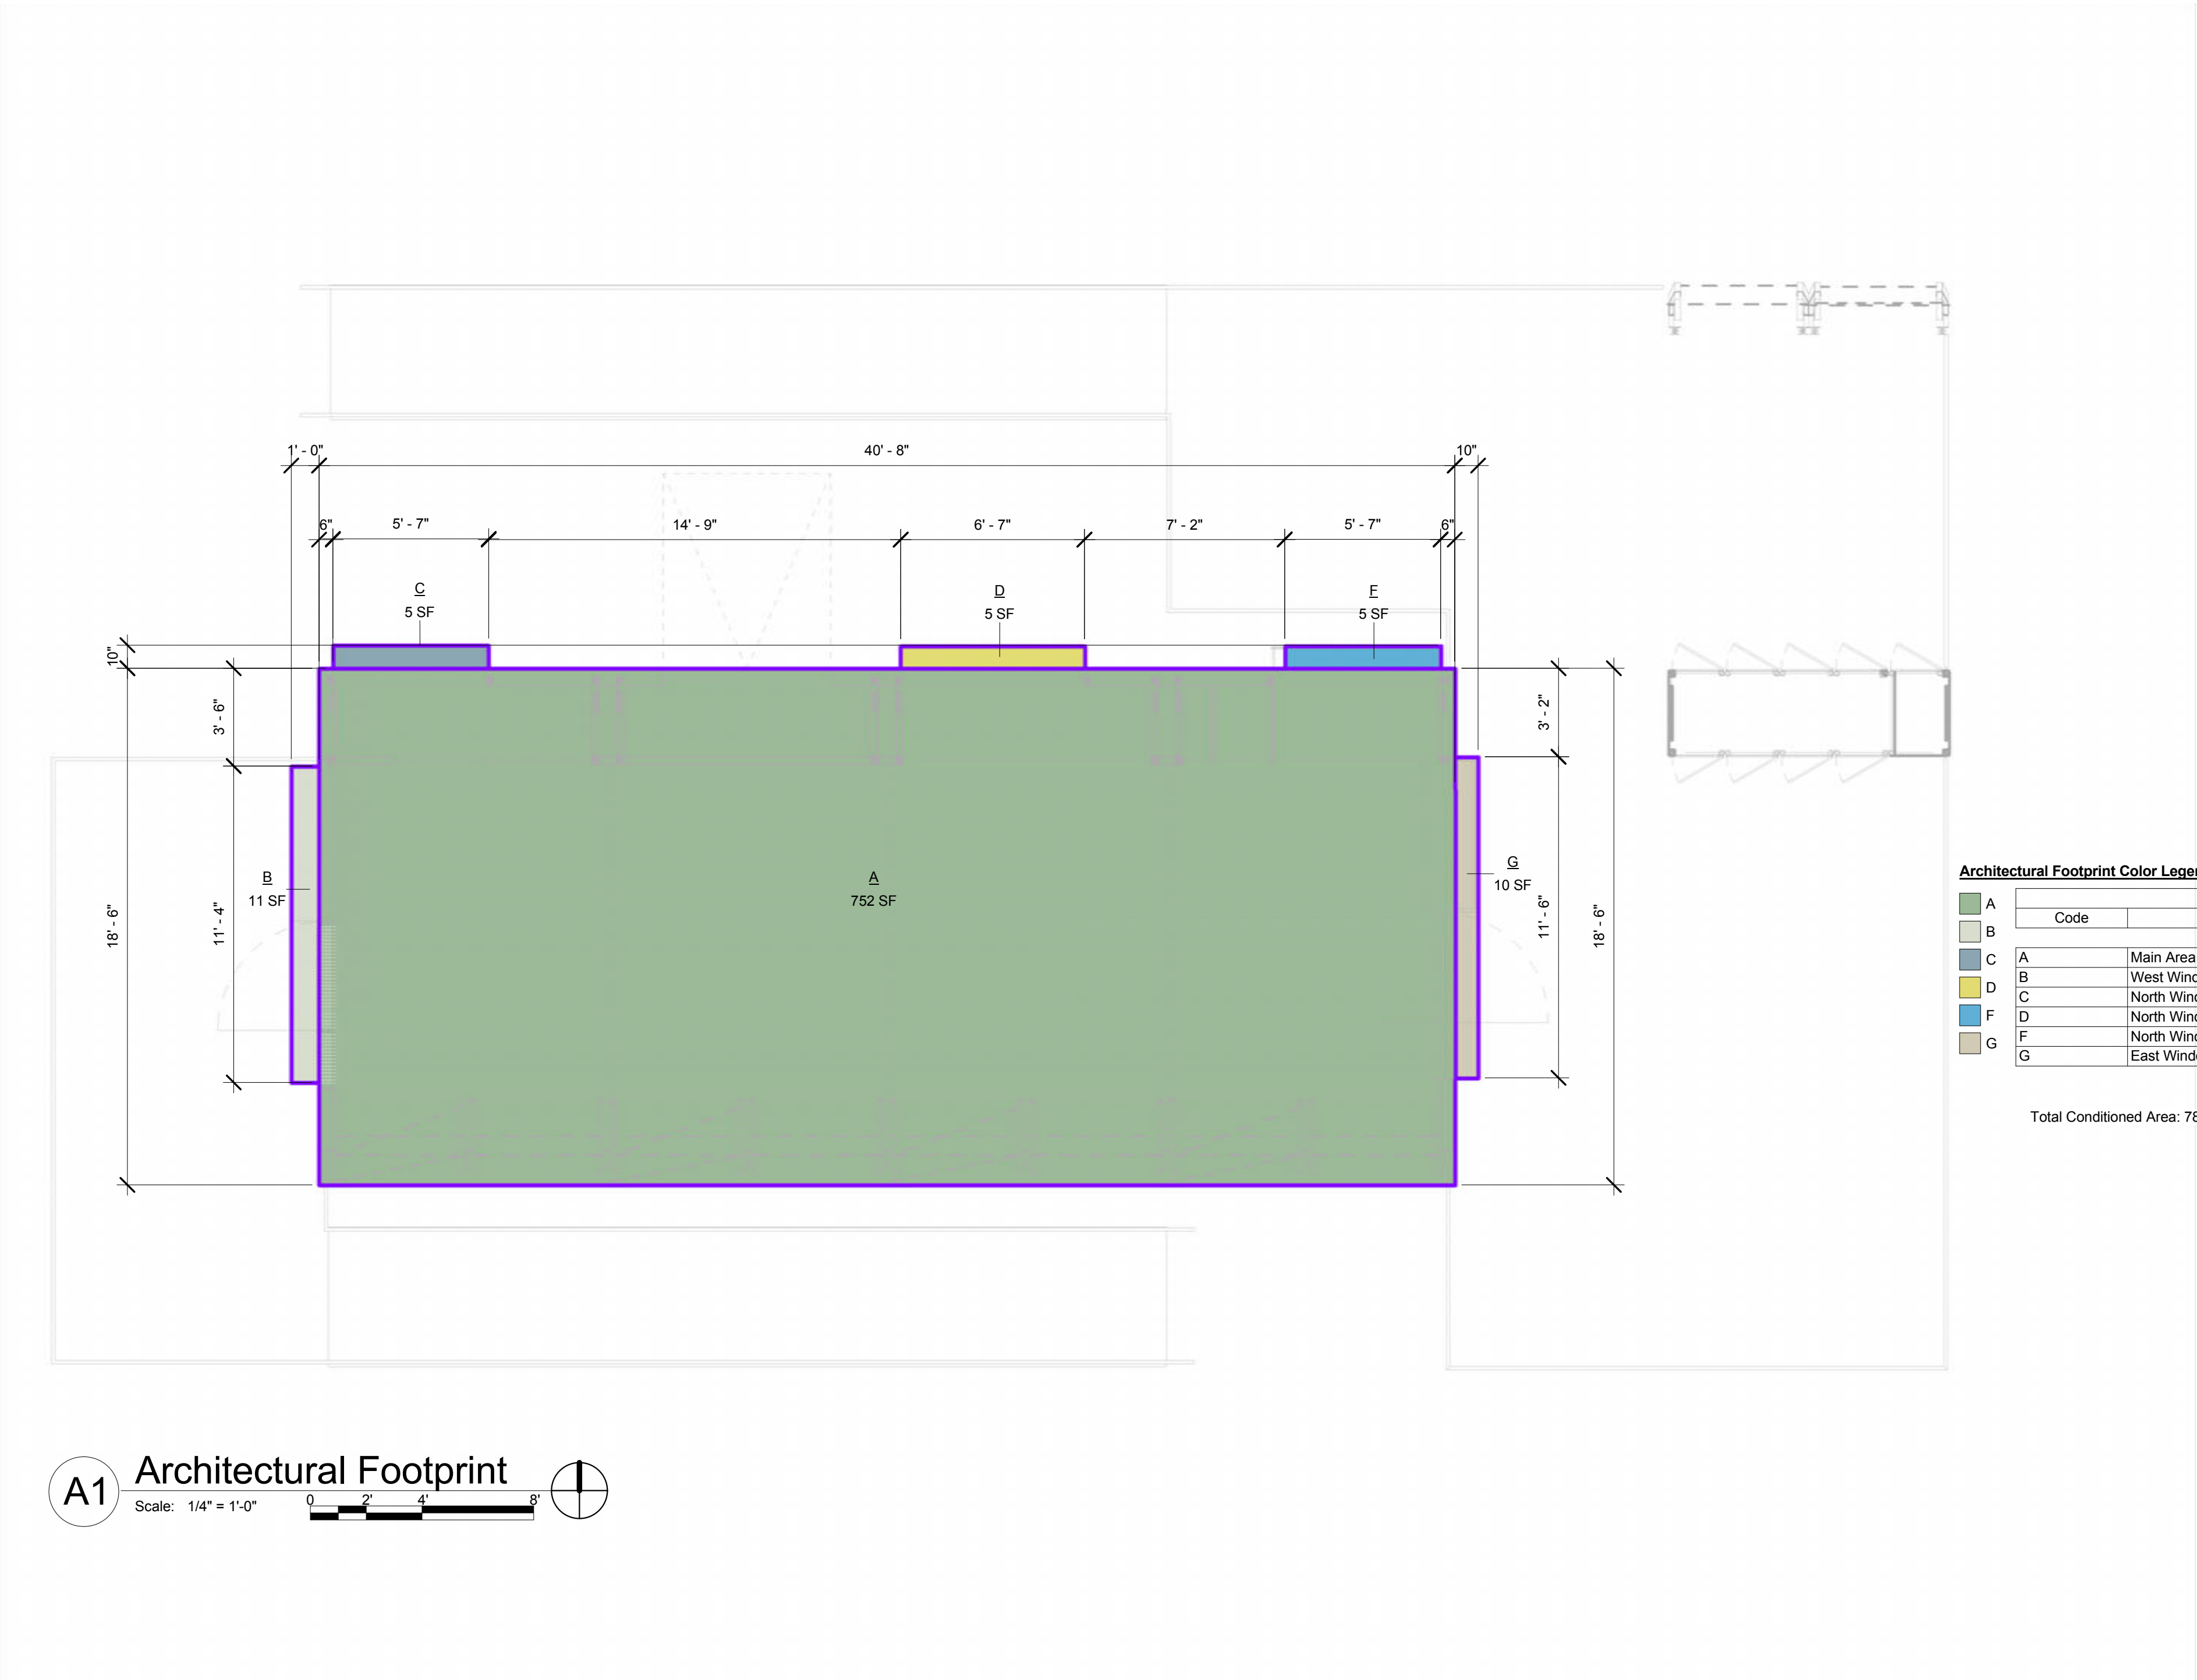 1' - 0"
40' - 8"
10"
6"
5' - 7"
14' - 9"
6' - 7"
7' - 2"
5' - 7"
6"
C
5 SF
D
5 SF
F
5 SF
10"
3' - 6"
3' - 2"
B
11 SF
A
752 SF
G
10 SF
18' - 6"
11' - 4"
11' - 6"
18' - 6"
Architectural Footprint Color Leger
A
B
C
D
F
G
Code
A Main Area
B West Wind
C North Wind
D North Wind
F North Wind
G East Wind
Total Conditioned Area: 78
A1
Architectural Footprint
Scale: 1/4" = 1'-0"
0 2' 4' 8'